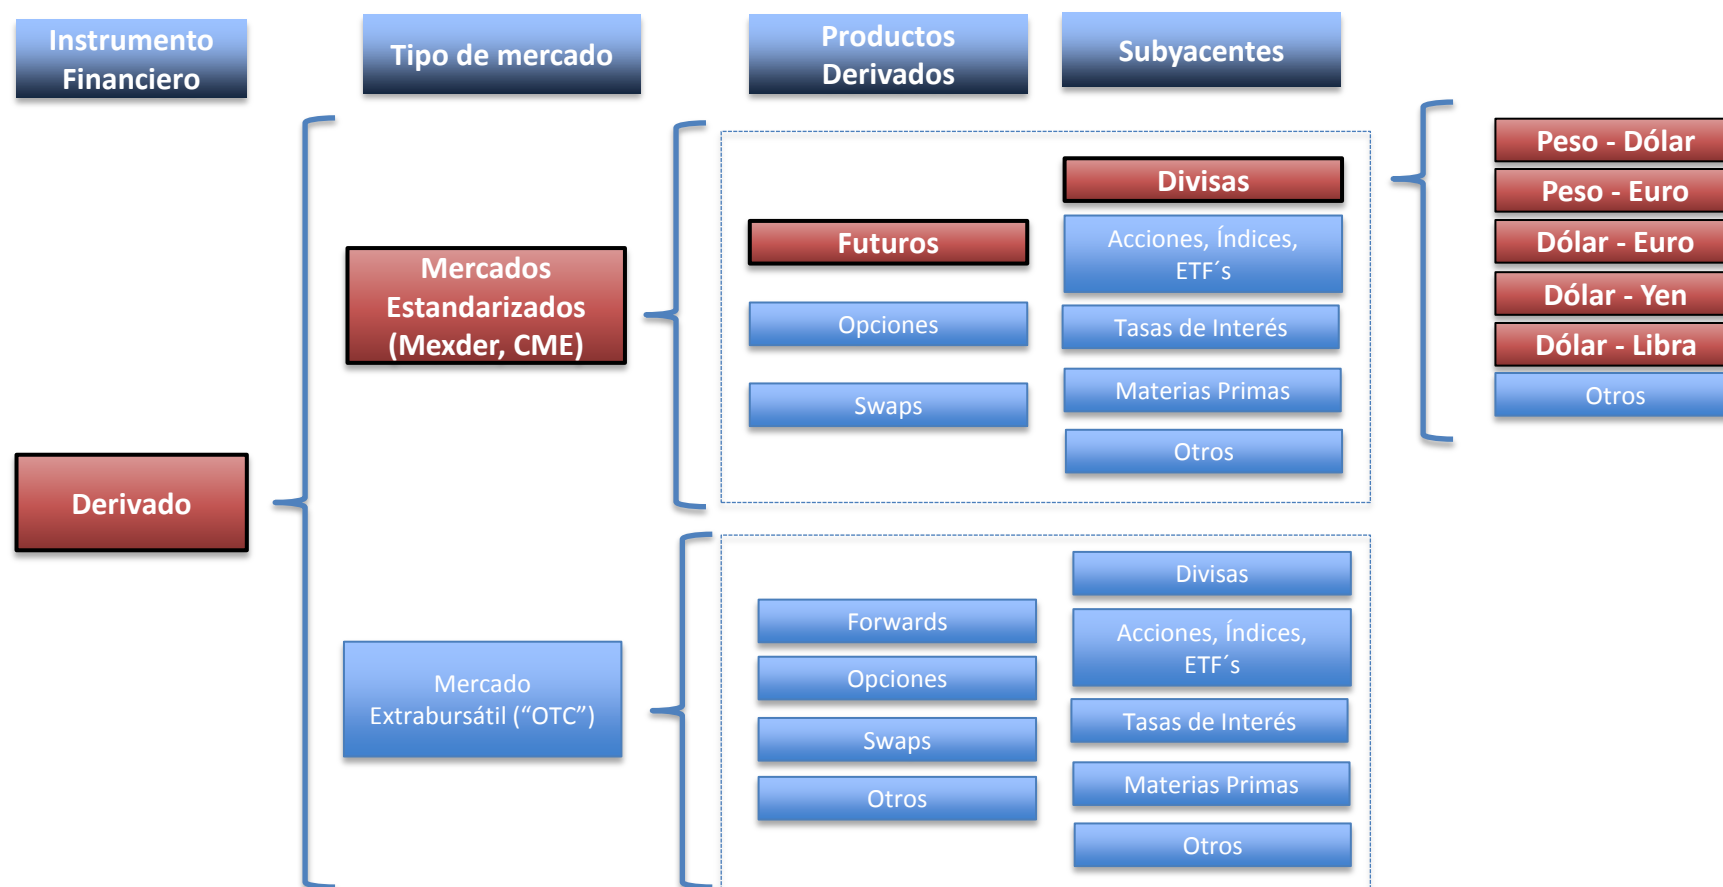 Instrumento
Financiero
Tipo de mercado
Productos
Derivados
Subyacentes
Derivado
Mercados
Estandarizados
(Mexder, CME)
Futuros
Opciones
Swaps
Divisas
Acciones, Índices,
ETF´s
Tasas de Interés
Materias Primas
Otros
Peso - Dólar
Peso - Euro
Dólar - Euro
Dólar - Yen
Dólar - Libra
Otros
Mercado
Extrabursátil (“OTC”)
Forwards
Opciones
Swaps
Otros
Divisas
Acciones, Índices,
ETF´s
Tasas de Interés
Materias Primas
Otros